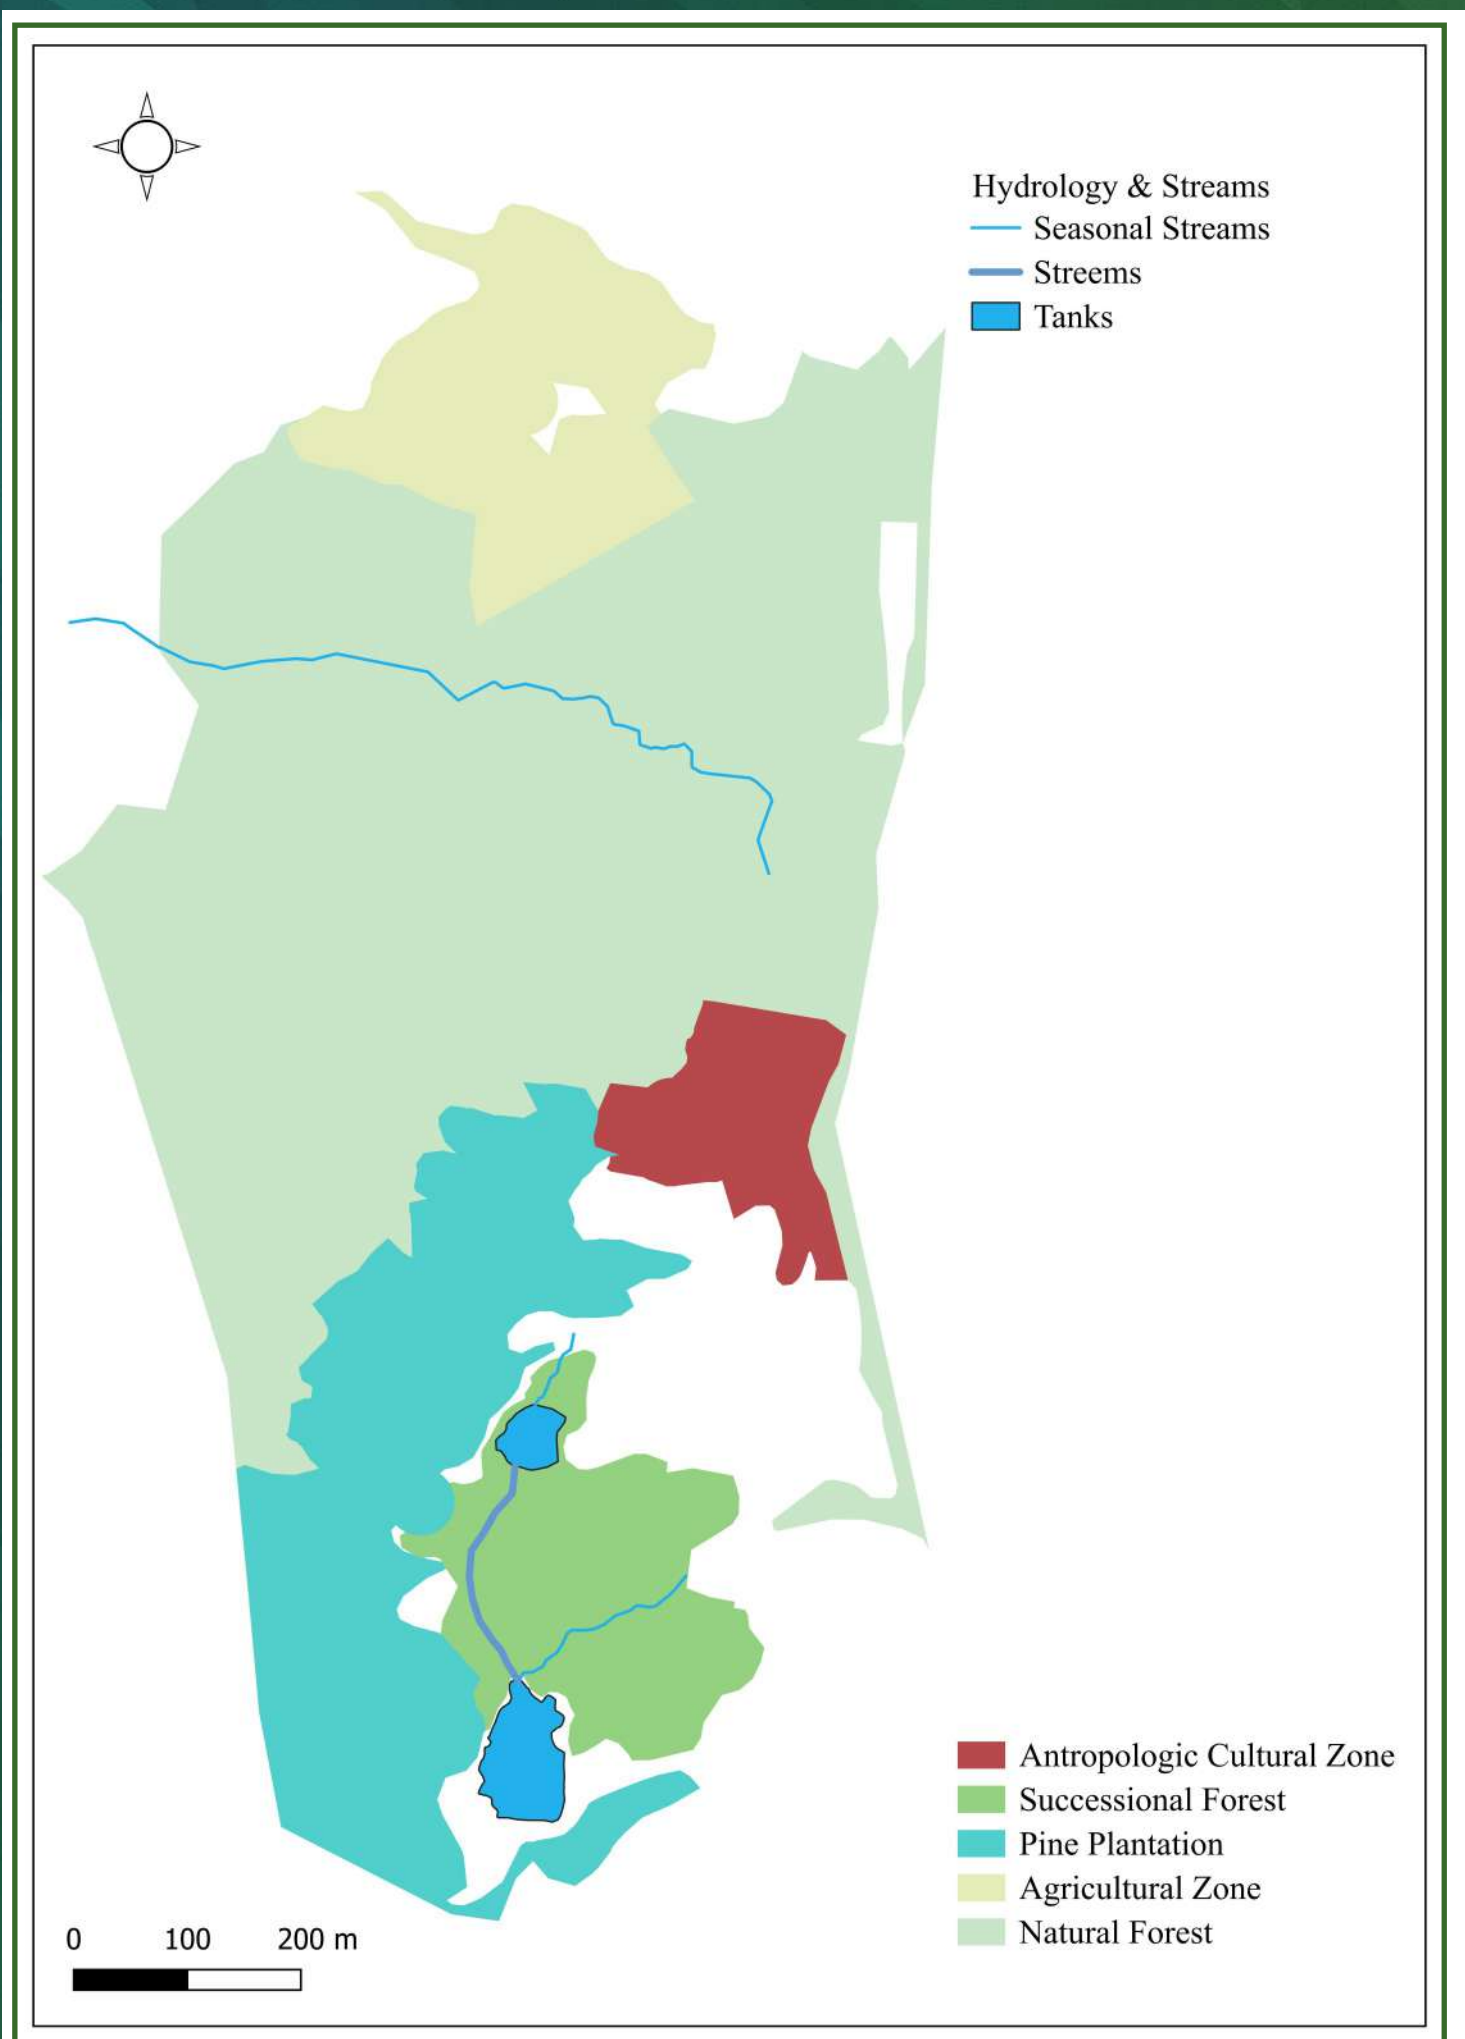 Hydrology & Streams
Seasonal Streams
Streems
Tanks
Antropologic Cultural Zone
Successional Forest
Pine Plantation
Agricultural Zone
Natural Forest
0 100 200 m